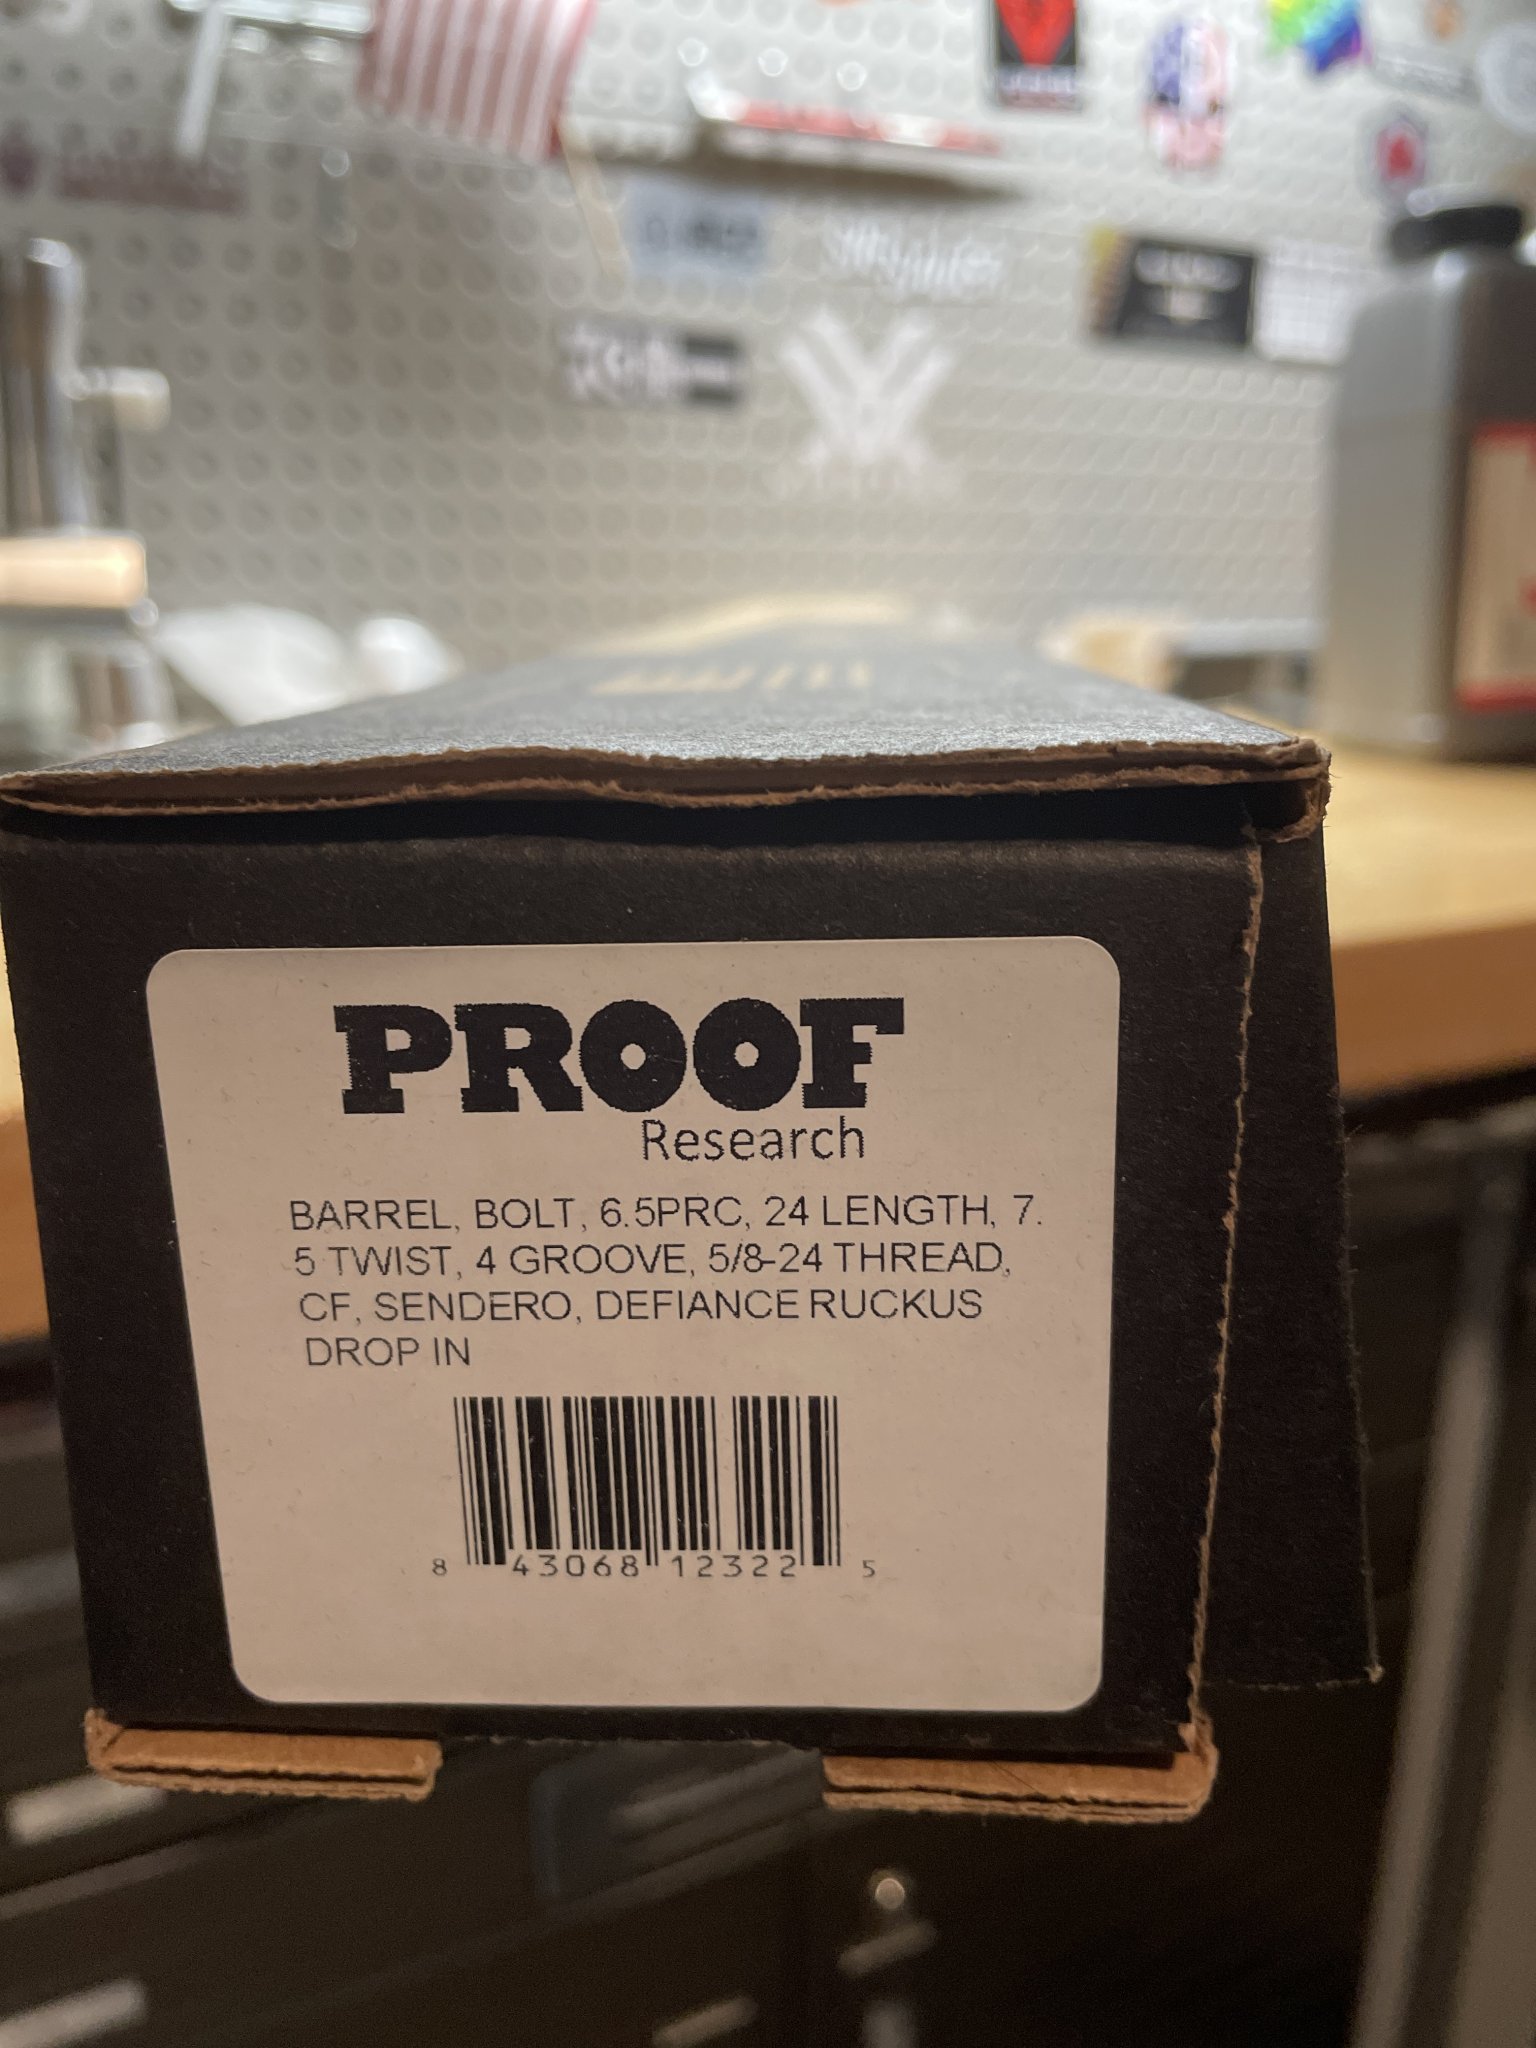 PROOF
Research
BARREL, BOLT, 6.5PRC, 24 LENGTH, 7.
5 TWIST, 4 GROOVE, 5/8-24 THREAD,
CF, SENDERO, DEFIANCE RUCKUS
DROP IN
8 43068 12322 5